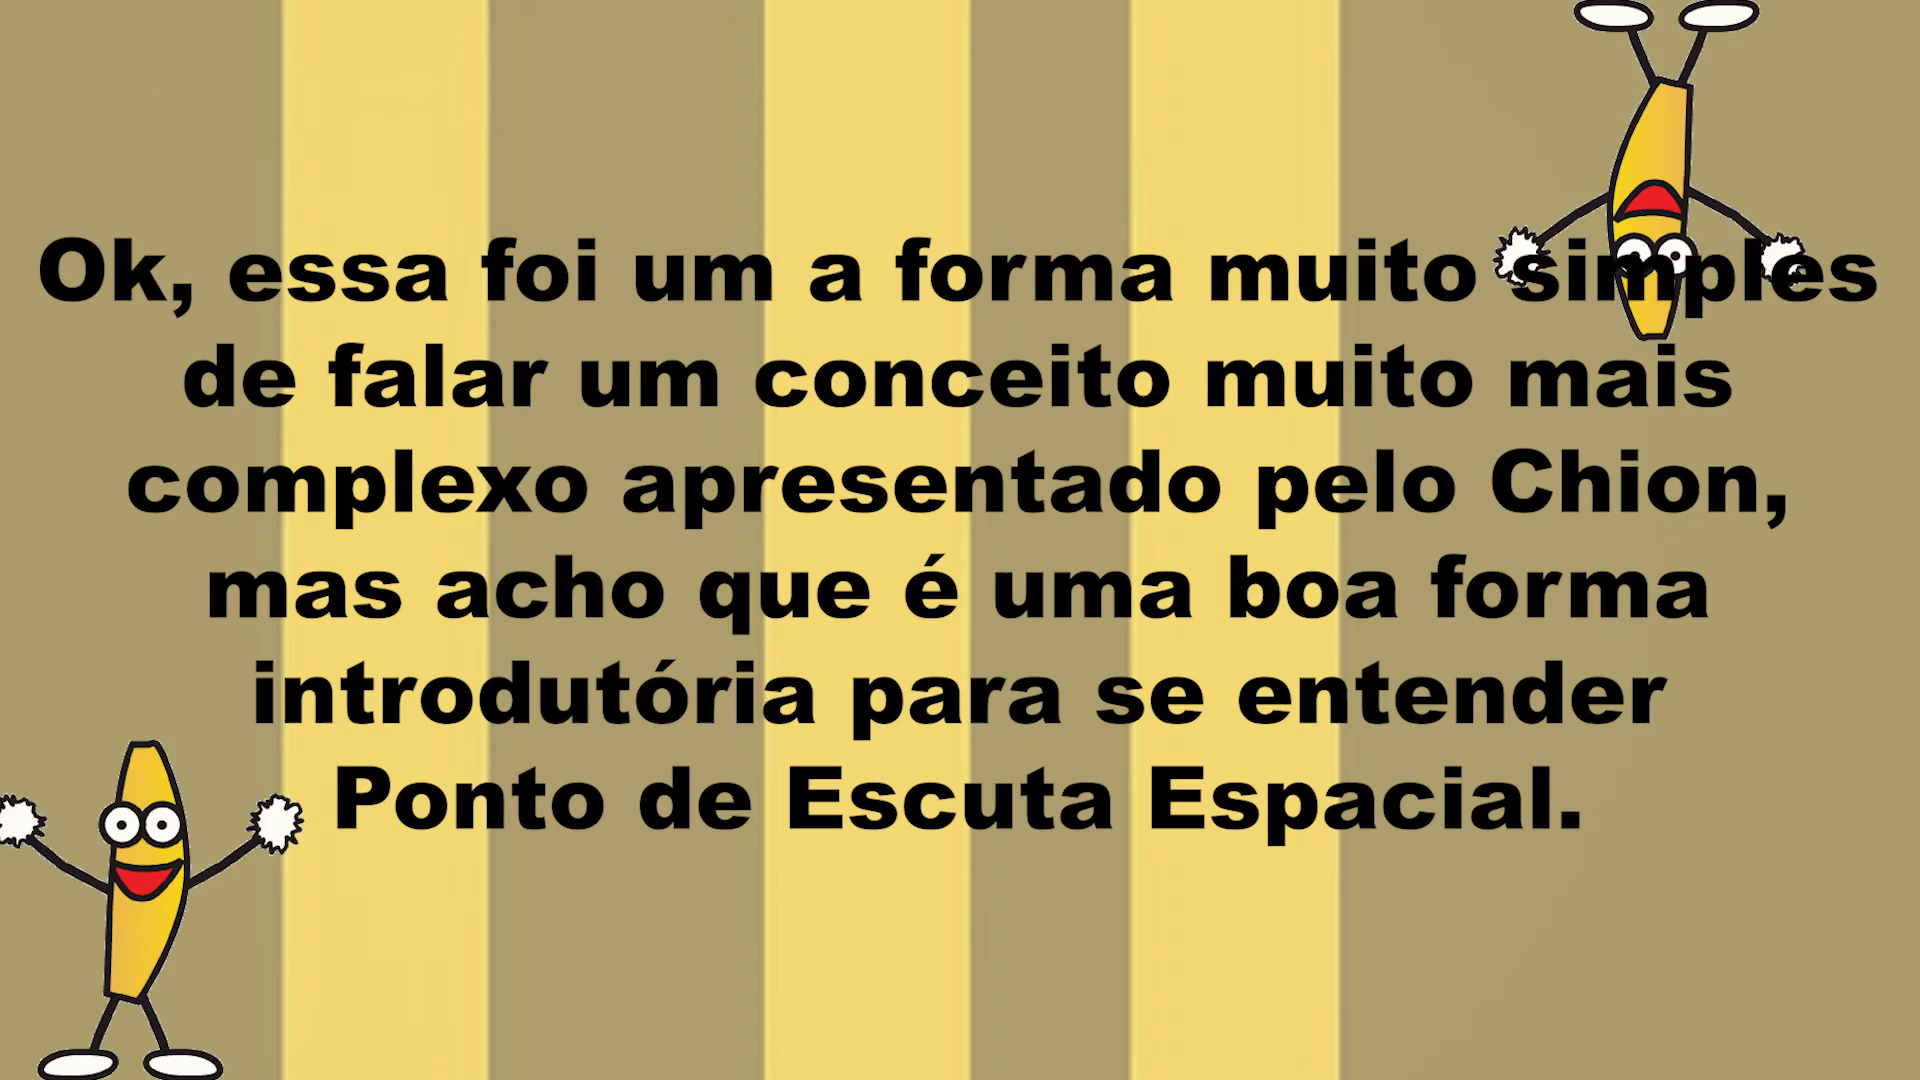 Ok, essa foi um a forma muito simples
de falar um conceito muito mais
complexo apresentado pelo Chion,
mas acho que é uma boa forma
introdutória para se entender
Ponto de Escuta Espacial.